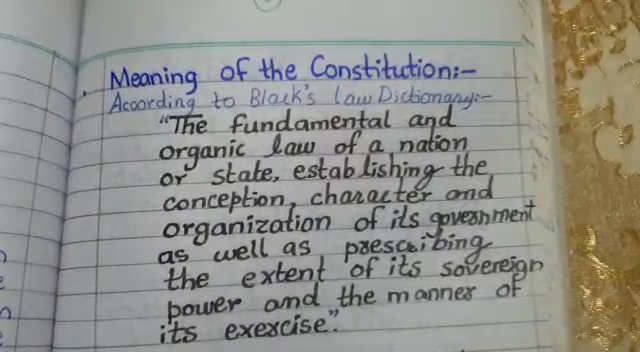 Meaning of the Constitution:-
According to Black's law Dictionary:-
"The fundamental and
organic law of a nation
or state, establishing the
conception, character and
organization of its government
as well as prescribing
the extent of its sovereign
power and the manner of
its exercise".